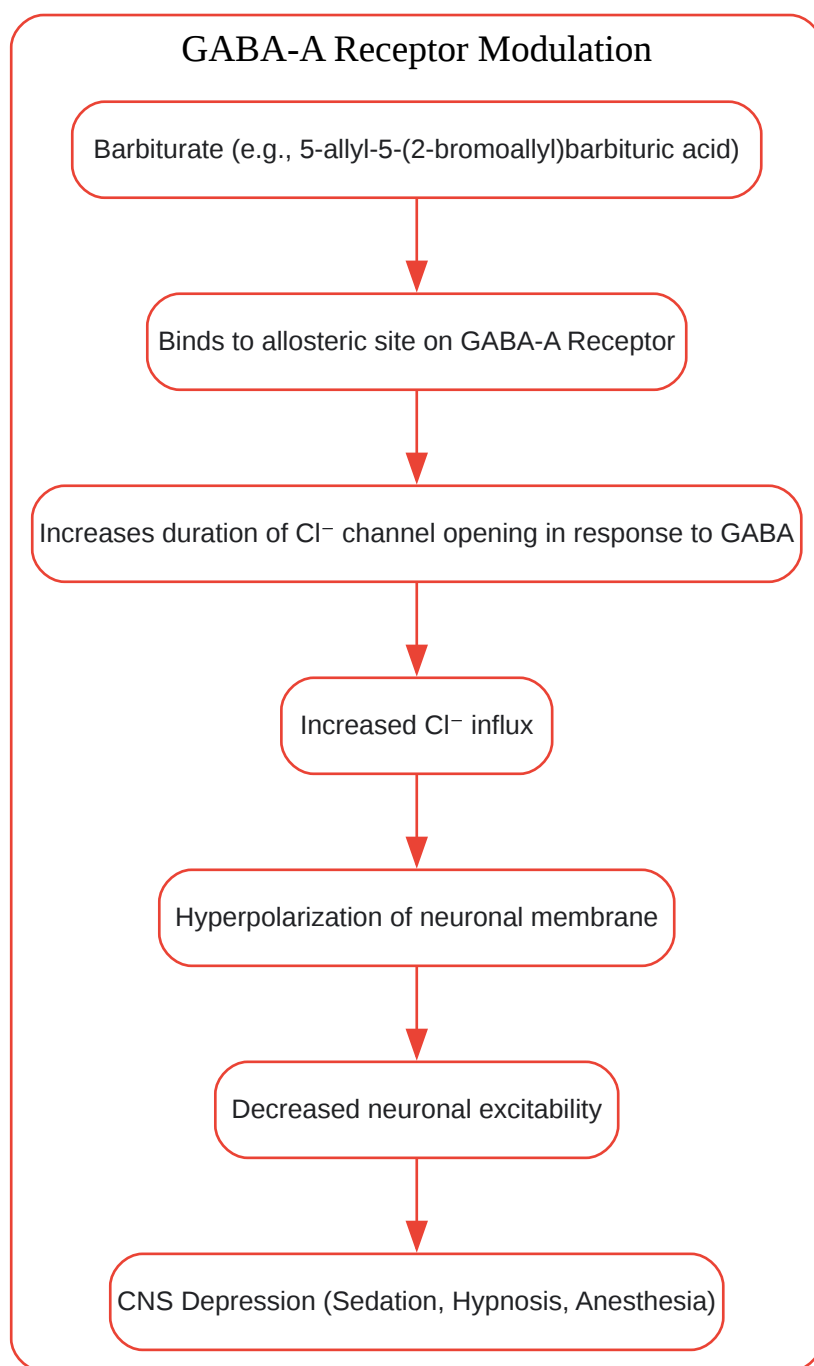 GABA-A Receptor Modulation
Barbiturate (e.g., 5-allyl-5-(2-bromoallyl)barbituric acid)
Binds to allosteric site on GABA-A Receptor
Increases duration of Cl⁻ channel opening in response to GABA
Increased Cl⁻ influx
Hyperpolarization of neuronal membrane
Decreased neuronal excitability
CNS Depression (Sedation, Hypnosis, Anesthesia)